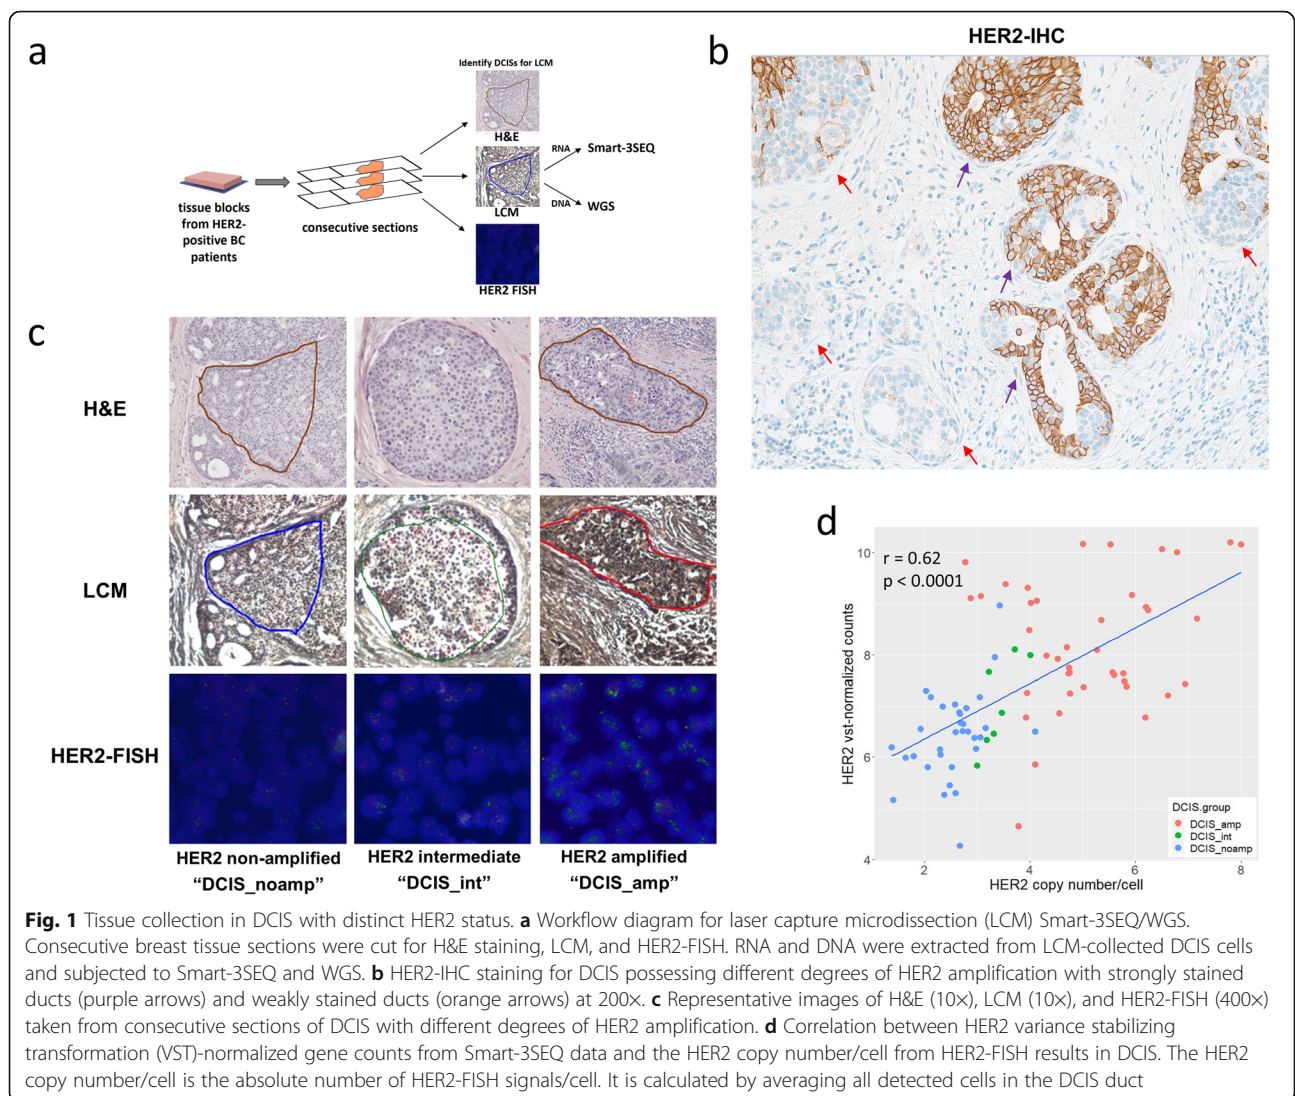 a
Identify DCISs for LCM
H&E
RNA
Smart-3SEQ
LCM
DNA
WGS
HER2 FISH
tissue blocks
from HER2-
positive BC
patients
consecutive sections
b
HER2-IHC
c
H&E
LCM
HER2-FISH
HER2 non-amplified
“DCIS_noamp”
HER2 intermediate
“DCIS_int”
HER2 amplified
“DCIS_amp”
d
r = 0.62
p < 0.0001
HER2 vst-normalized counts
10
8
6
4
2
4
6
8
HER2 copy number/cell
DCIS.group
DCIS_amp
DCIS_int
DCIS_noamp
Fig. 1 Tissue collection in DCIS with distinct HER2 status. a Workflow diagram for laser capture microdissection (LCM) Smart-3SEQ/WGS.
Consecutive breast tissue sections were cut for H&E staining, LCM, and HER2-FISH. RNA and DNA were extracted from LCM-collected DCIS cells
and subjected to Smart-3SEQ and WGS. b HER2-IHC staining for DCIS possessing different degrees of HER2 amplification with strongly stained
ducts (purple arrows) and weakly stained ducts (orange arrows) at 200×. c Representative images of H&E (10×), LCM (10×), and HER2-FISH (400×)
taken from consecutive sections of DCIS with different degrees of HER2 amplification. d Correlation between HER2 variance stabilizing
transformation (VST)-normalized gene counts from Smart-3SEQ data and the HER2 copy number/cell from HER2-FISH results in DCIS. The HER2
copy number/cell is the absolute number of HER2-FISH signals/cell. It is calculated by averaging all detected cells in the DCIS duct